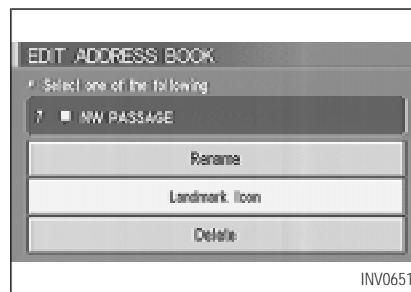 EDIT ADDRESS BOOK
Select one of the following
7 NW PASSAGE
Rename
Landmark Icon
Delete
INV0651